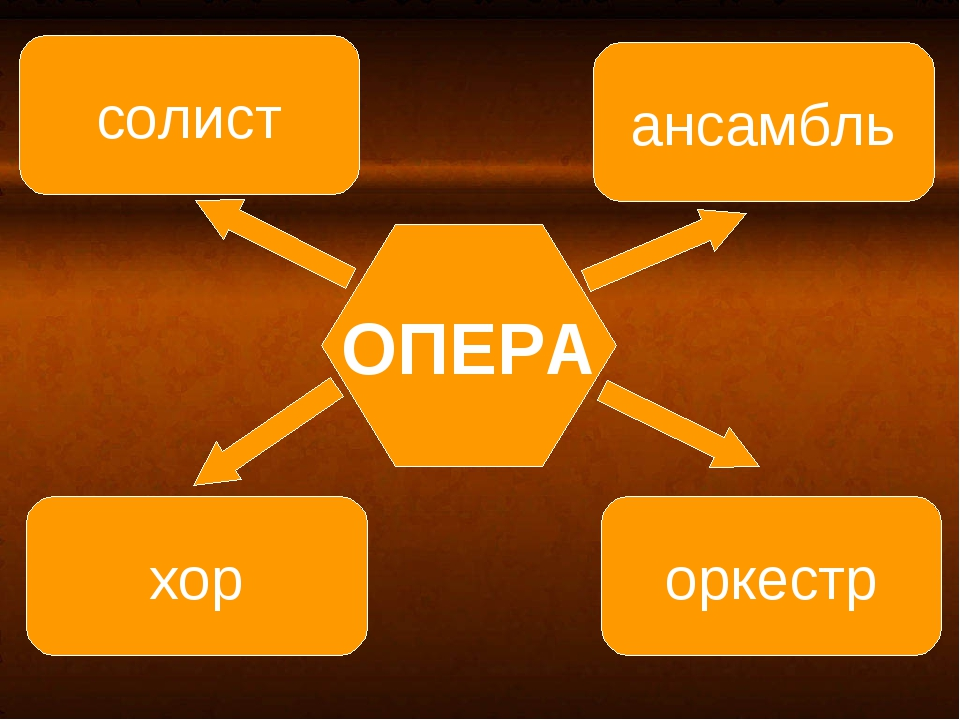 солист
ансамбль
ОПЕРА
хор
оркестр